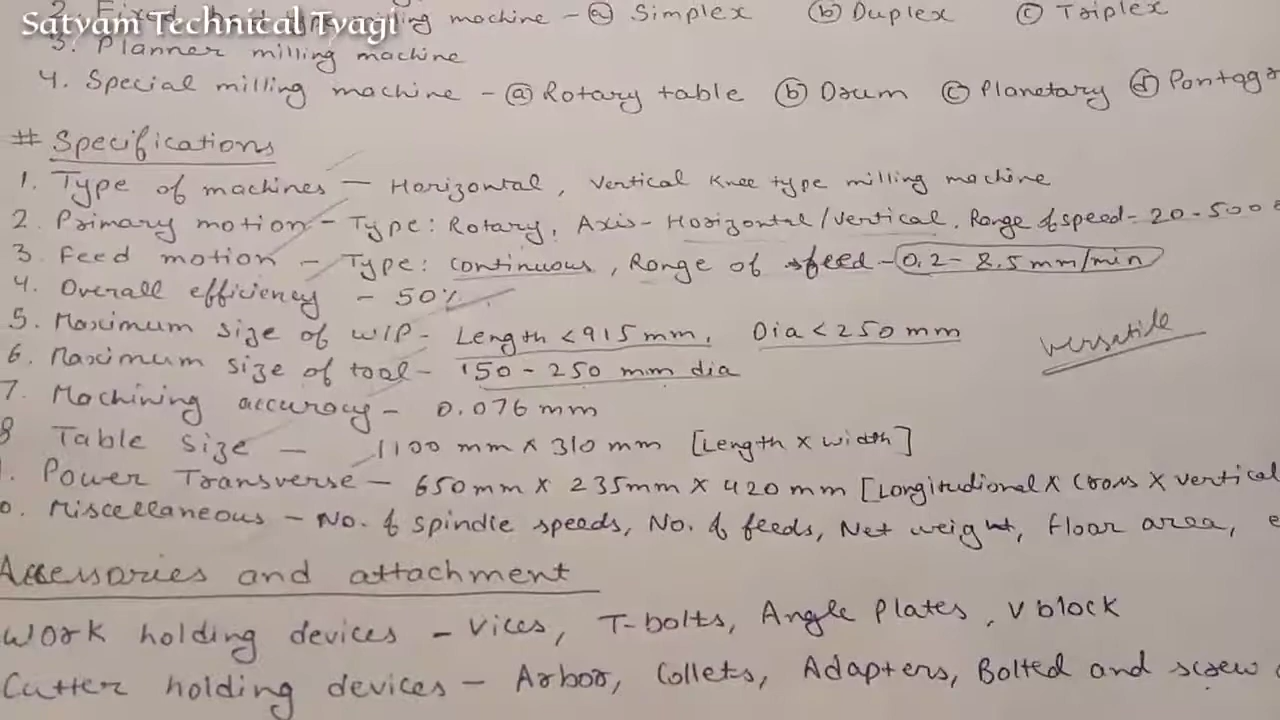 Satyam Technical Tyagi
2. Fixed milling machine - ⓐ Simplex ⓑ Duplex ⓒ Triplex
3. Planner milling machine
4. Special milling machine - ⓐ Rotary table ⓑ Drum ⓒ Planetary ⓓ Pontagr
# Specifications
1. Type of machines — Horizontal, Vertical Knee type milling machine
2. Primary motion - Type: Rotary, Axis - Horizontal/Vertical, Range of speed - 20-500
3. Feed motion - Type: continuous, Range of feed - 0.2 - 8.5 mm/min
4. Overall efficiency - 50%
5. Maximum size of W/P - Length < 915 mm, Dia < 250 mm
versatile
6. Maximum size of tool - 150 - 250 mm dia
7. Machining accuracy - 0.076 mm
8 Table size — 1100 mm x 310 mm [Length x width]
. Power Transverse — 650mm x 235mm x 420 mm [Longitudional x Cross x vertical
0. Miscellaneous - No. of spindle speeds, No. of feeds, Net weight, floor area, e
Accessories and attachment
Work holding devices - Vices, T-bolts, Angle Plates, V block
Cutter holding devices - Arbor, Collets, Adapters, Bolted and screw